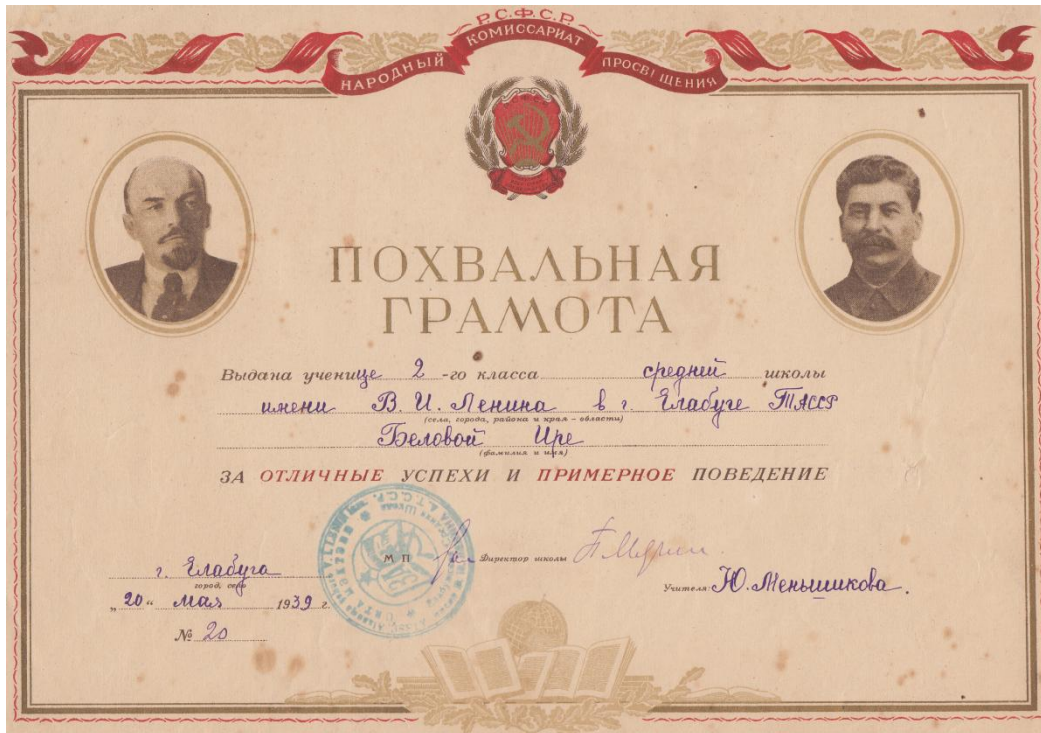 Р.С.Ф.С.Р.
НАРОДНЫЙ КОМИССАРИАТ ПРОСВЕЩЕНИЯ
ПОХВАЛЬНАЯ
ГРАМОТА
Выдана ученице 2-го класса средней школы
имени В. И. Ленина в г. Елабуге ТАССР
(села, города, района и края – области)
Беловой Ире
(фамилия и имя)
ЗА ОТЛИЧНЫЕ УСПЕХИ И ПРИМЕРНОЕ ПОВЕДЕНИЕ
М П Директор школы
Учителя: Ю. Меньшикова.
г. Елабуга
город, село
„20“ мая 1939 г.
№ 20